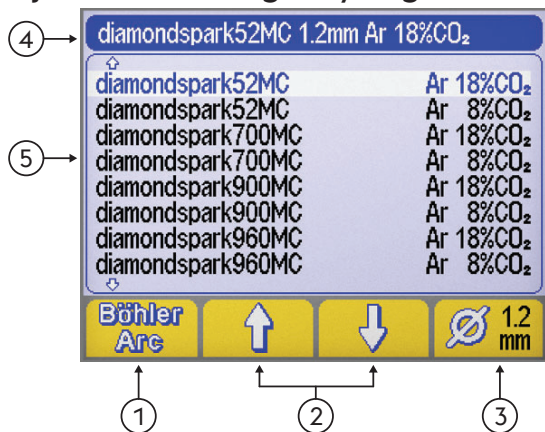 4
diamondspark52MC 1.2mm Ar 18%CO₂
diamondspark52MC Ar 18%CO₂
diamondspark52MC Ar 8%CO₂
5
diamondspark700MC Ar 18%CO₂
diamondspark700MC Ar 8%CO₂
diamondspark900MC Ar 18%CO₂
diamondspark900MC Ar 8%CO₂
diamondspark960MC Ar 18%CO₂
diamondspark960MC Ar 8%CO₂
Böhler
Arc
Ø 1.2
mm
1 2 3